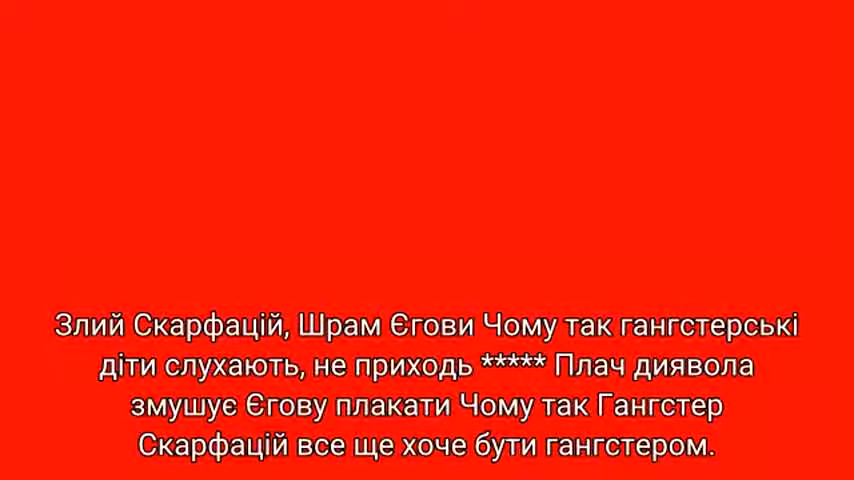 Злий Скарфацій, Шрам Єгови Чому так гангстерські
діти слухають, не приходь ***** Плач диявола
змушує Єгову плакати Чому так Гангстер
Скарфацій все ще хоче бути гангстером.